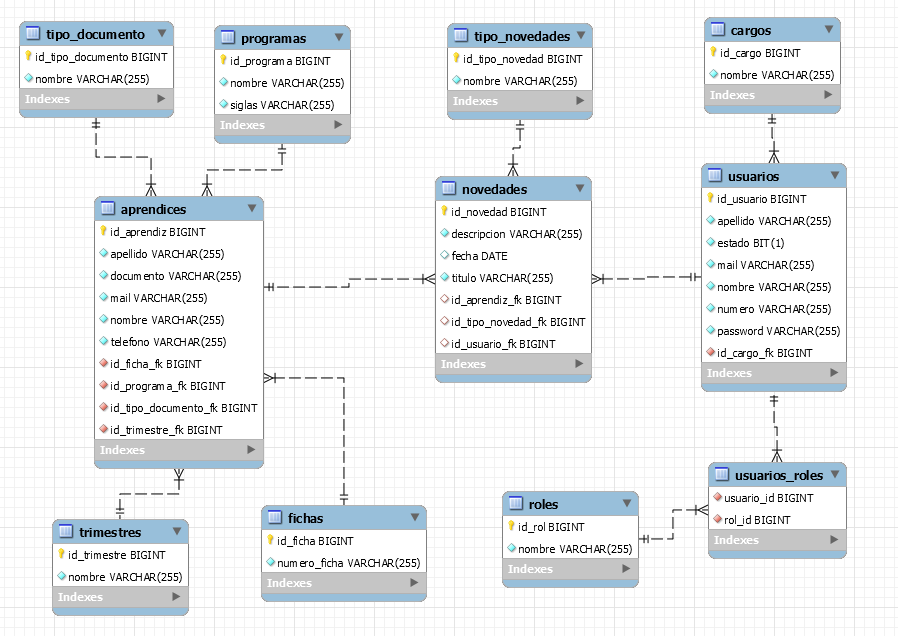 tipo_documento
id_tipo_documento BIGINT
nombre VARCHAR(255)
Indexes
programas
id_programa BIGINT
nombre VARCHAR(255)
siglas VARCHAR(255)
Indexes
tipo_novedades
id_tipo_novedad BIGINT
nombre VARCHAR(255)
Indexes
cargos
id_cargo BIGINT
nombre VARCHAR(255)
Indexes
aprendices
id_aprendiz BIGINT
apellido VARCHAR(255)
documento VARCHAR(255)
mail VARCHAR(255)
nombre VARCHAR(255)
telefono VARCHAR(255)
id_ficha_fk BIGINT
id_programa_fk BIGINT
id_tipo_documento_fk BIGINT
id_trimestre_fk BIGINT
Indexes
novedades
id_novedad BIGINT
descripcion VARCHAR(255)
fecha DATE
titulo VARCHAR(255)
id_aprendiz_fk BIGINT
id_tipo_novedad_fk BIGINT
id_usuario_fk BIGINT
Indexes
usuarios
id_usuario BIGINT
apellido VARCHAR(255)
estado BIT(1)
mail VARCHAR(255)
nombre VARCHAR(255)
numero VARCHAR(255)
password VARCHAR(255)
id_cargo_fk BIGINT
Indexes
trimestres
id_trimestre BIGINT
nombre VARCHAR(255)
Indexes
fichas
id_ficha BIGINT
numero_ficha VARCHAR(255)
Indexes
roles
id_rol BIGINT
nombre VARCHAR(255)
Indexes
usuarios_roles
usuario_id BIGINT
rol_id BIGINT
Indexes